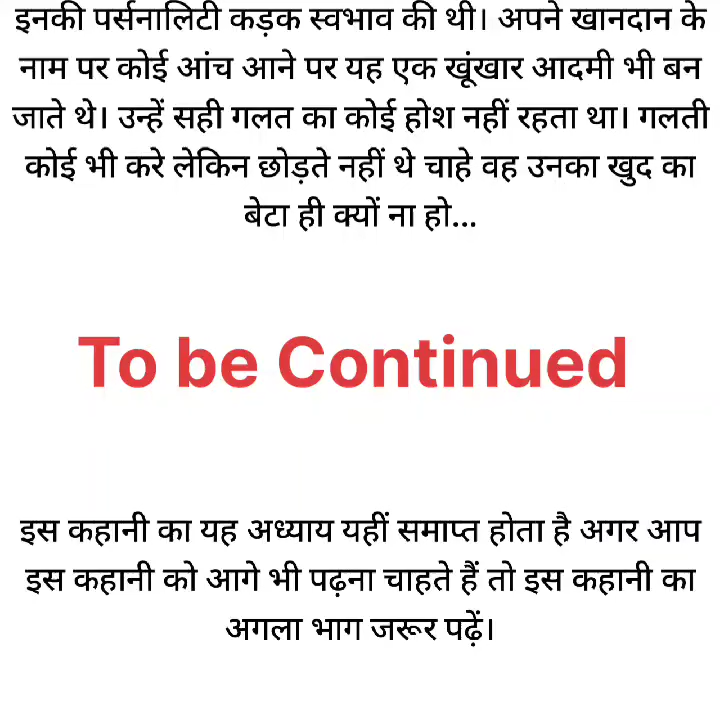 इनकी पर्सनालिटी कड़क स्वभाव की थी। अपने खानदान के
नाम पर कोई आंच आने पर यह एक खूंखार आदमी भी बन
जाते थे। उन्हें सही गलत का कोई होश नहीं रहता था। गलती
कोई भी करे लेकिन छोड़ते नहीं थे चाहे वह उनका खुद का
बेटा ही क्यों ना हो...
To be Continued
इस कहानी का यह अध्याय यहीं समाप्त होता है अगर आप
इस कहानी को आगे भी पढ़ना चाहते हैं तो इस कहानी का
अगला भाग जरूर पढ़ें।